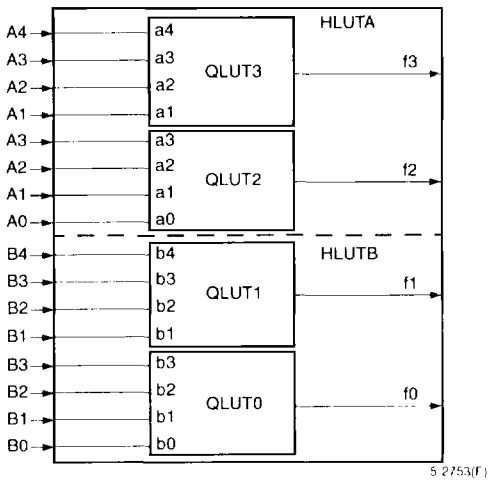 HLUTA
A4 a4
A3 a3 QLUT3 f3
A2 a2
A1 a1
A3 a3
A2 a2 QLUT2 f2
A1 a1
A0 a0
HLUTB
B4 b4
B3 b3 QLUT1 f1
B2 b2
B1 b1
B3 b3
B2 b2 QLUT0 f0
B1 b1
B0 b0
5-2753(F)